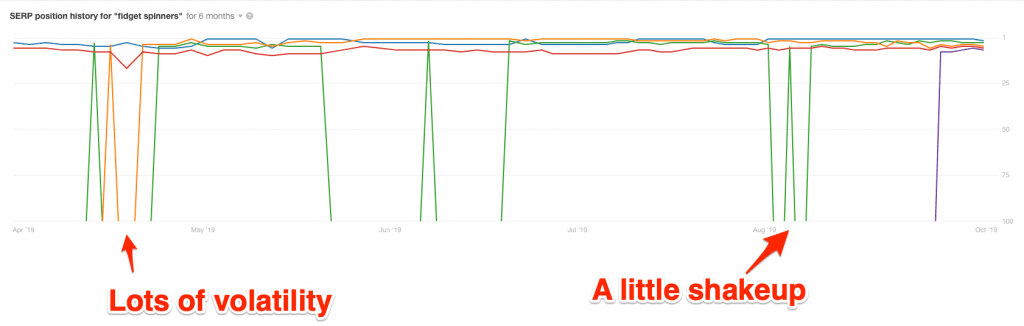 SERP position history for "fidget spinners" for 6 months
1
25
50
75
100
Apr '19 May '19 Jun '19 Jul '19 Aug '19 Oct '19
Lots of volatility
A little shakeup